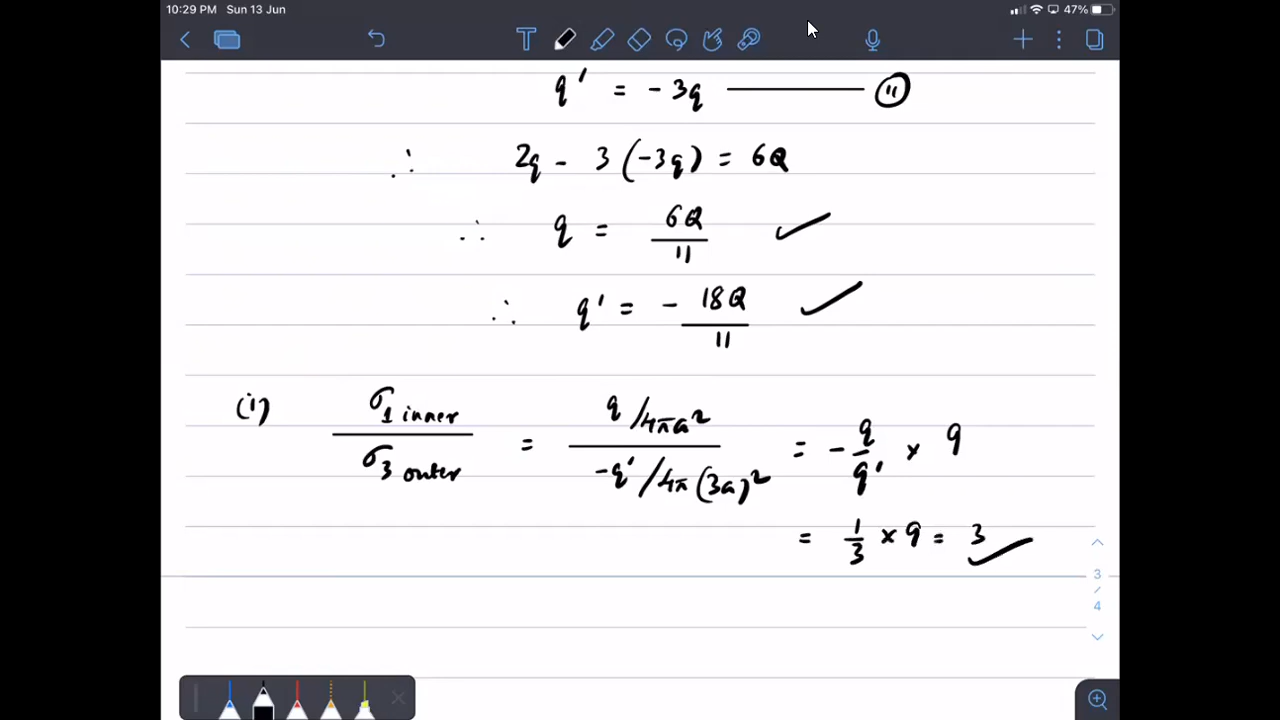 10:29 PM Sun 13 Jun 47%
T
q' = -3q ——— (11)
∴ 2q - 3(-3q) = 6Q
∴ q = 6Q/11 ✓
∴ q' = - 18Q/11 ✓
(i) σ1 inner / σ3 outer = (q/4πa²) / (-q'/4π(3a)²) = - q/q' × 9
= 1/3 × 9 = 3 ✓
3
/
4